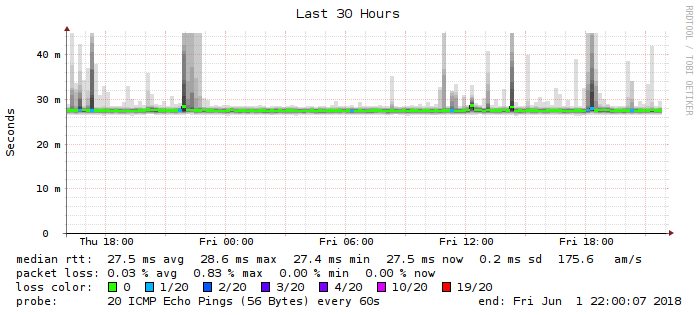 Last 30 Hours
RRDTOOL / TOBI OETIKER
Seconds
40 m
30 m
20 m
10 m
0
Thu 18:00 Fri 00:00 Fri 06:00 Fri 12:00 Fri 18:00
median rtt: 27.5 ms avg 28.6 ms max 27.4 ms min 27.5 ms now 0.2 ms sd 175.6 am/s
packet loss: 0.03 % avg 0.83 % max 0.00 % min 0.00 % now
loss color: 0 1/20 2/20 3/20 4/20 10/20 19/20
probe: 20 ICMP Echo Pings (56 Bytes) every 60s end: Fri Jun 1 22:00:07 2018